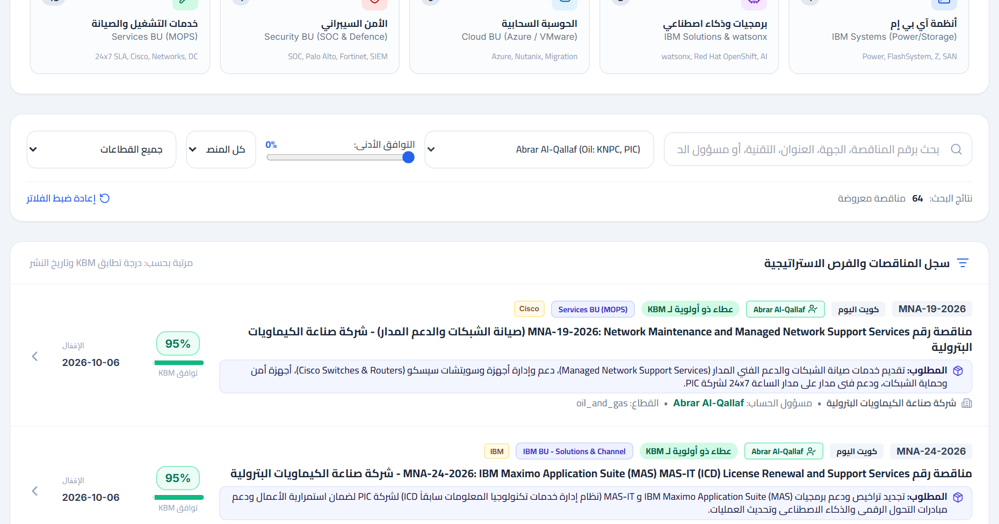 أنظمة آي بي إم
IBM Systems (Power/Storage)
Power, FlashSystem, Z, SAN
برمجيات وذكاء اصطناعي
IBM Solutions & watsonx
watsonx, Red Hat OpenShift, AI
الحوسبة السحابية
Cloud BU (Azure / VMware)
Azure, Nutanix, Migration
الأمن السيبراني
Security BU (SOC & Defence)
SOC, Palo Alto, Fortinet, SIEM
خدمات التشغيل والصيانة
Services BU (MOPS)
24x7 SLA, Cisco, Networks, DC
بحث برقم المناقصة، الجهة، العنوان، التقنية، أو مسؤول الح
Abrar Al-Qallaf (Oil: KNPC, PIC)
التوافق الأدنى: 0%
كل المنص
جميع القطاعات
نتائج البحث: 64 مناقصة معروضة
إعادة ضبط الفلاتر
سجل المناقصات والفرص الاستراتيجية
مرتبة بحسب: درجة تطابق KBM وتاريخ النشر
MNA-19-2026 كويت اليوم Abrar Al-Qallaf عطاء ذو أولوية لـ KBM Services BU (MOPS) Cisco
مناقصة رقم MNA-19-2026: Network Maintenance and Managed Network Support Services (صيانة الشبكات والدعم المدار) - شركة صناعة الكيماويات
البترولية
المطلوب: تقديم خدمات صيانة الشبكات والدعم الفني المدار (Managed Network Support Services)، دعم وإدارة أجهزة وسويتشات سيسكو (Cisco Switches & Routers)، أجهزة أمن
وحماية الشبكات، ودعم فني مدار على مدار الساعة 24x7 لشركة PIC.
شركة صناعة الكيماويات البترولية • مسؤول الحساب: Abrar Al-Qallaf • القطاع: oil_and_gas
95%
توافق KBM
الإقفال
2026-10-06
MNA-24-2026 كويت اليوم Abrar Al-Qallaf عطاء ذو أولوية لـ KBM IBM BU - Solutions & Channel IBM
مناقصة رقم MNA-24-2026: IBM Maximo Application Suite (MAS) MAS-IT (ICD) License Renewal and Support Services - شركة صناعة الكيماويات البترولية
المطلوب: تجديد تراخيص ودعم برمجيات IBM Maximo Application Suite (MAS) و MAS-IT (نظام إدارة خدمات تكنولوجيا المعلومات سابقاً ICD) لشركة PIC لضمان استمرارية الأعمال ودعم
مبادرات التحول الرقمي والذكاء الاصطناعي وتحديث العمليات.
95%
توافق KBM
الإقفال
2026-10-06